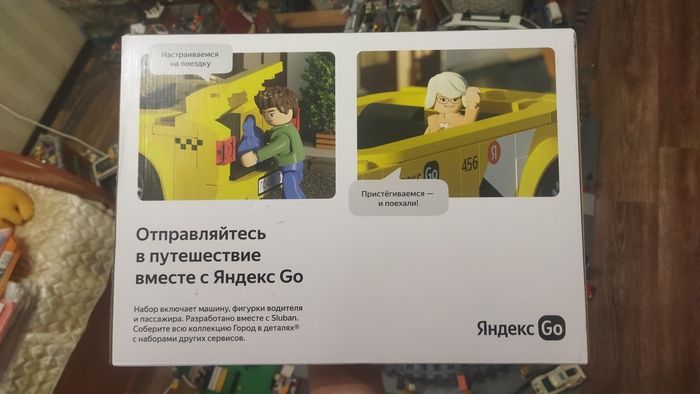 Настраиваемся
на поездку
456
Я
Go
Пристёгиваемся —
и поехали!
Отправляйтесь
в путешествие
вместе с Яндекс Go
Набор включает машину, фигурки водителя
и пассажира. Разработано вместе с Sluban.
Соберите всю коллекцию Город в деталях®
с наборами других сервисов.
Яндекс Go